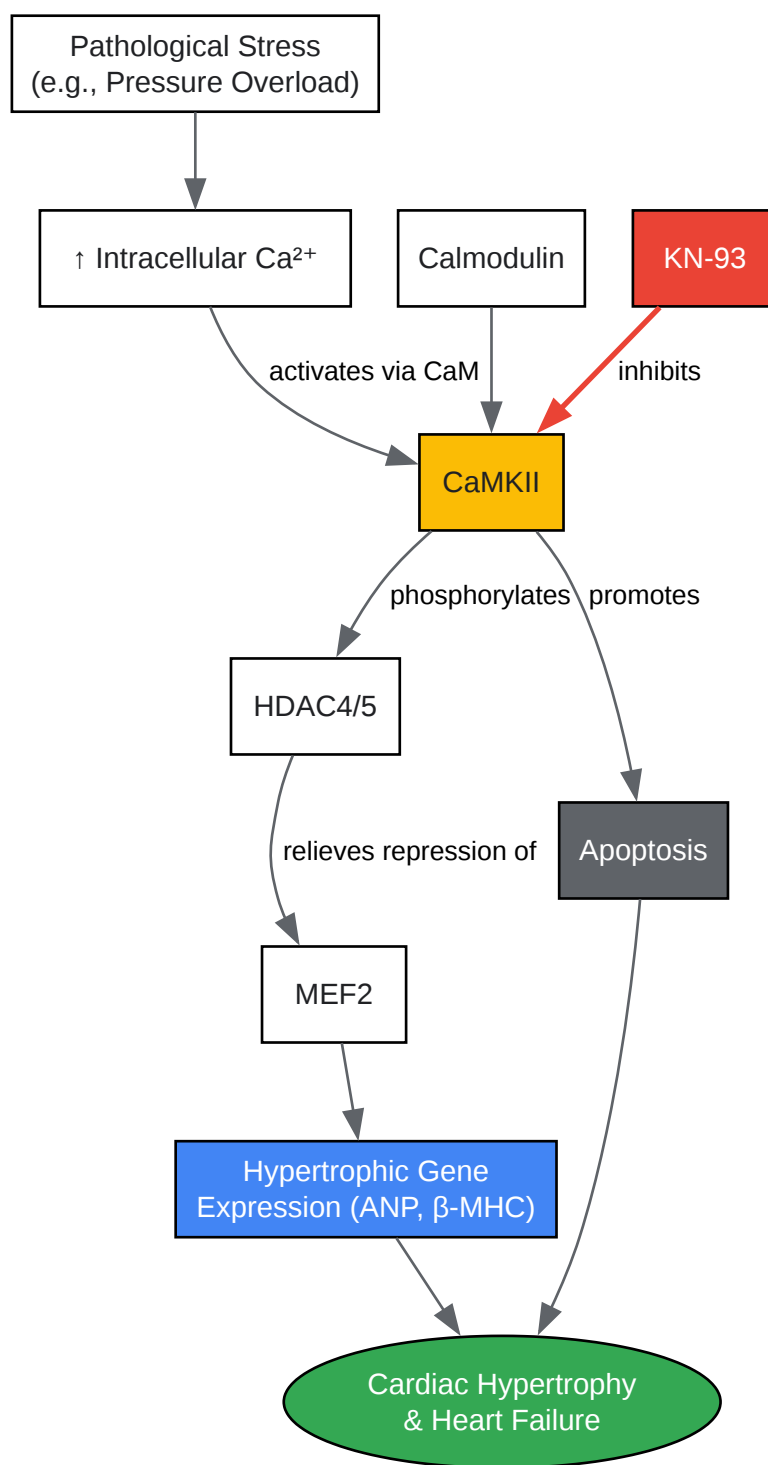 Pathological Stress
(e.g., Pressure Overload)
↑ Intracellular Ca²⁺
Calmodulin
KN-93
activates via CaM
inhibits
CaMKII
phosphorylates
promotes
HDAC4/5
relieves repression of
Apoptosis
MEF2
Hypertrophic Gene
Expression (ANP, β-MHC)
Cardiac Hypertrophy
& Heart Failure